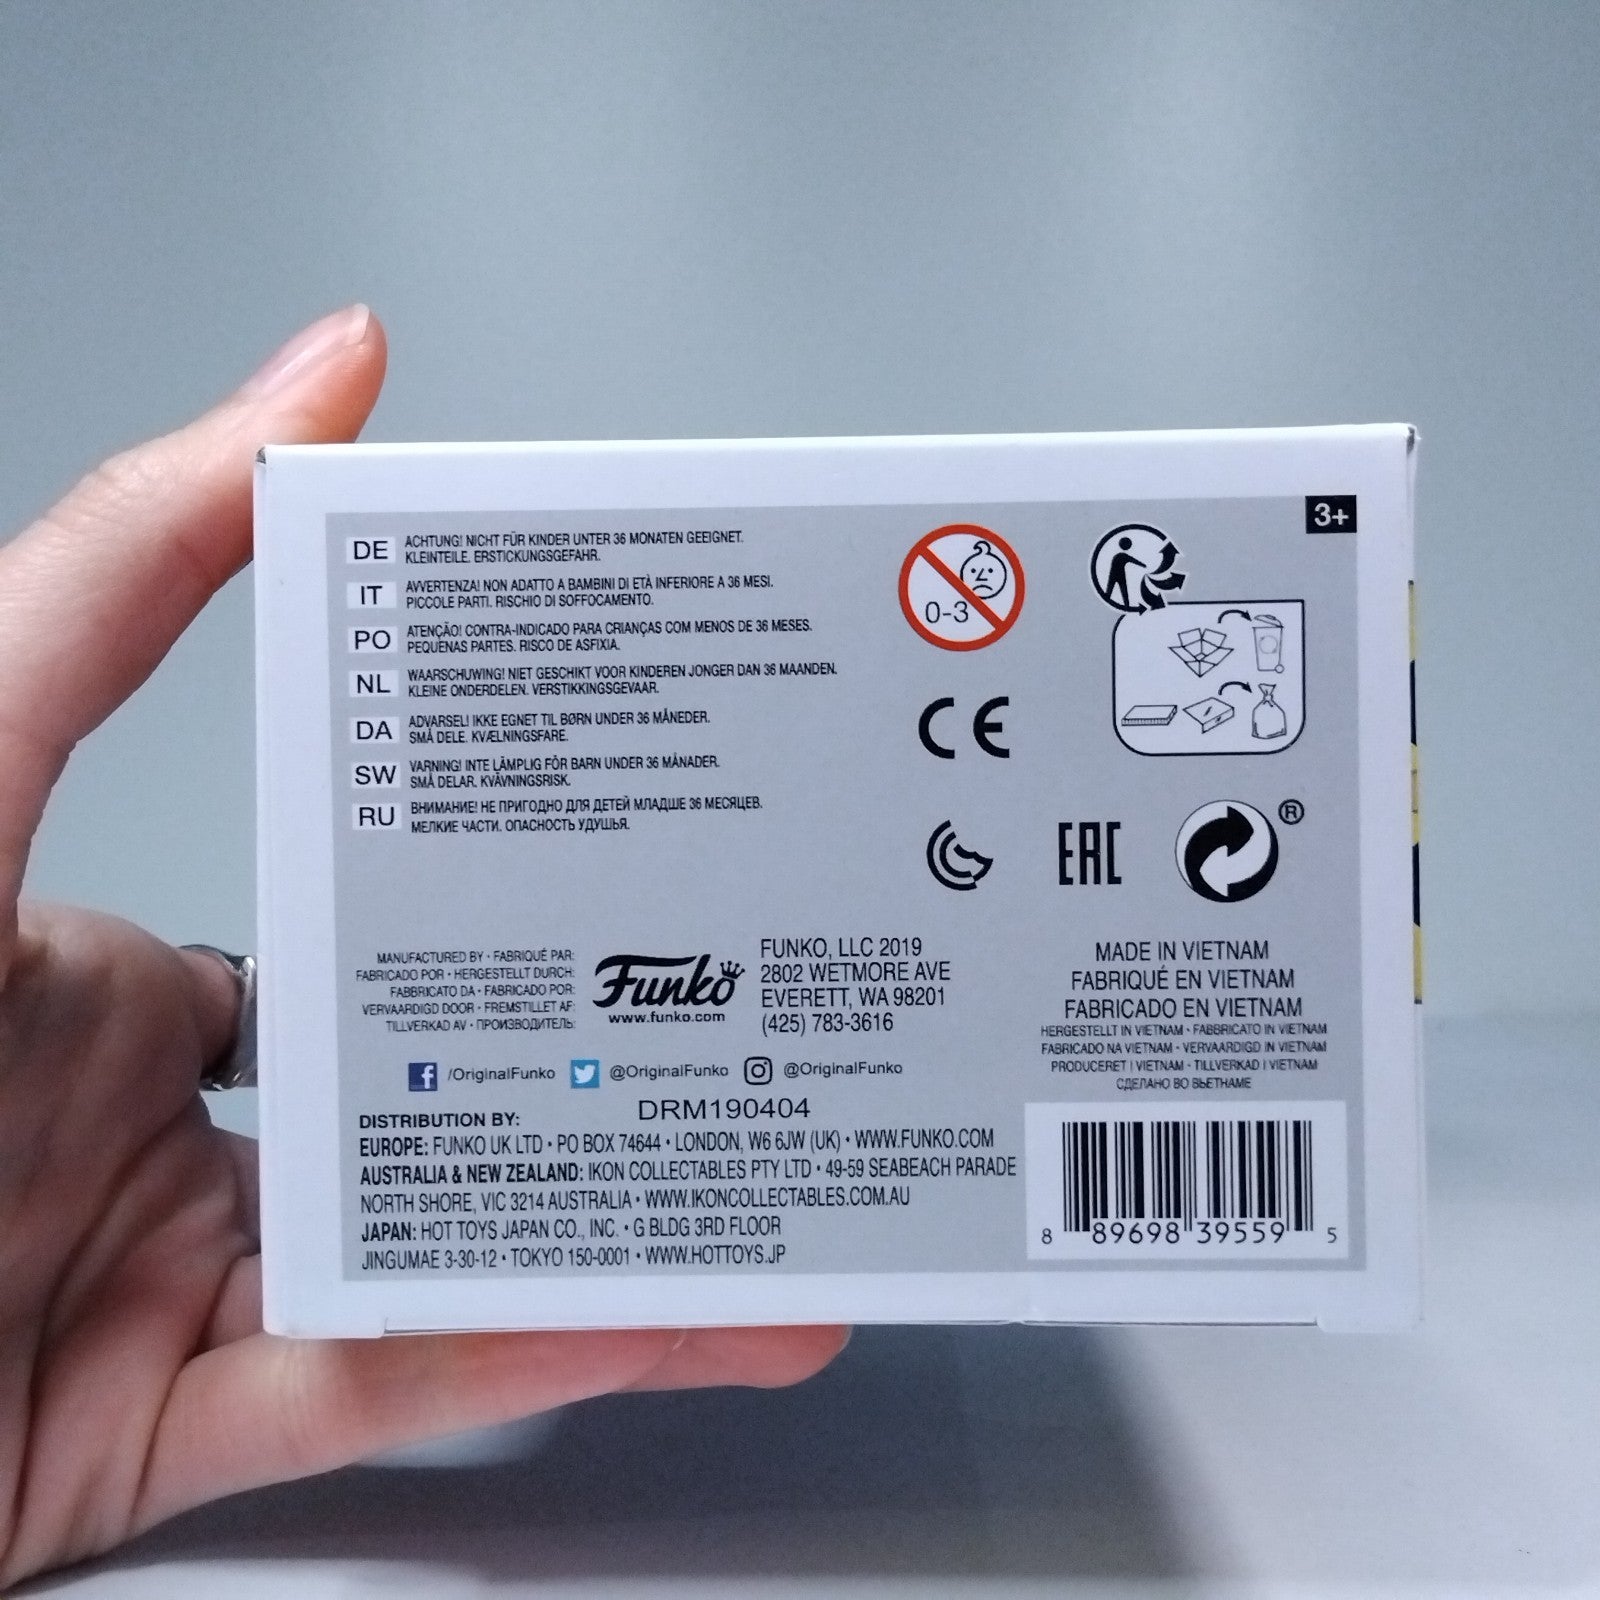 3+
DE ACHTUNG! NICHT FÜR KINDER UNTER 36 MONATEN GEEIGNET.
KLEINTEILE. ERSTICKUNGSGEFAHR.
IT AVVERTENZA! NON ADATTO A BAMBINI DI ETÀ INFERIORE A 36 MESI.
PICCOLE PARTI. RISCHIO DI SOFFOCAMENTO.
PO ATENÇÃO! CONTRA-INDICADO PARA CRIANÇAS COM MENOS DE 36 MESES.
PEQUENAS PARTES. RISCO DE ASFIXIA.
NL WAARSCHUWING! NIET GESCHIKT VOOR KINDEREN JONGER DAN 36 MAANDEN.
KLEINE ONDERDELEN. VERSTIKKINGSGEVAAR.
DA ADVARSEL! IKKE EGNET TIL BØRN UNDER 36 MÅNEDER.
SMÅ DELE. KVÆLNINGSFARE.
SW VARNING! INTE LÄMPLIG FÖR BARN UNDER 36 MÅNADER.
SMÅ DELAR. KVÄVNINGSRISK.
RU ВНИМАНИЕ! НЕ ПРИГОДНО ДЛЯ ДЕТЕЙ МЛАДШЕ 36 МЕСЯЦЕВ.
МЕЛКИЕ ЧАСТИ. ОПАСНОСТЬ УДУШЬЯ.
0-3
CE
EAC
®
MANUFACTURED BY • FABRIQUÉ PAR:
FABRICADO POR • HERGESTELLT DURCH:
FABBRICATO DA • FABRICADO POR:
VERVAARDIGD DOOR • FREMSTILLET AF:
TILLVERKAD AV • ПРОИЗВОДИТЕЛЬ:
Funko
www.funko.com
FUNKO, LLC 2019
2802 WETMORE AVE
EVERETT, WA 98201
(425) 783-3616
MADE IN VIETNAM
FABRIQUÉ EN VIETNAM
FABRICADO EN VIETNAM
HERGESTELLT IN VIETNAM • FABBRICATO IN VIETNAM
FABRICADO NA VIETNAM • VERVAARDIGD IN VIETNAM
PRODUCERET I VIETNAM • TILLVERKAD I VIETNAM
СДЕЛАНО ВО ВЬЕТНАМЕ
f /OriginalFunko @OriginalFunko @OriginalFunko
DRM190404
DISTRIBUTION BY:
EUROPE: FUNKO UK LTD • PO BOX 74644 • LONDON, W6 6JW (UK) • WWW.FUNKO.COM
AUSTRALIA & NEW ZEALAND: IKON COLLECTABLES PTY LTD • 49-59 SEABEACH PARADE
NORTH SHORE, VIC 3214 AUSTRALIA • WWW.IKONCOLLECTABLES.COM.AU
JAPAN: HOT TOYS JAPAN CO., INC. • G BLDG 3RD FLOOR
JINGUMAE 3-30-12 • TOKYO 150-0001 • WWW.HOTTOYS.JP
8 89698 39559 5